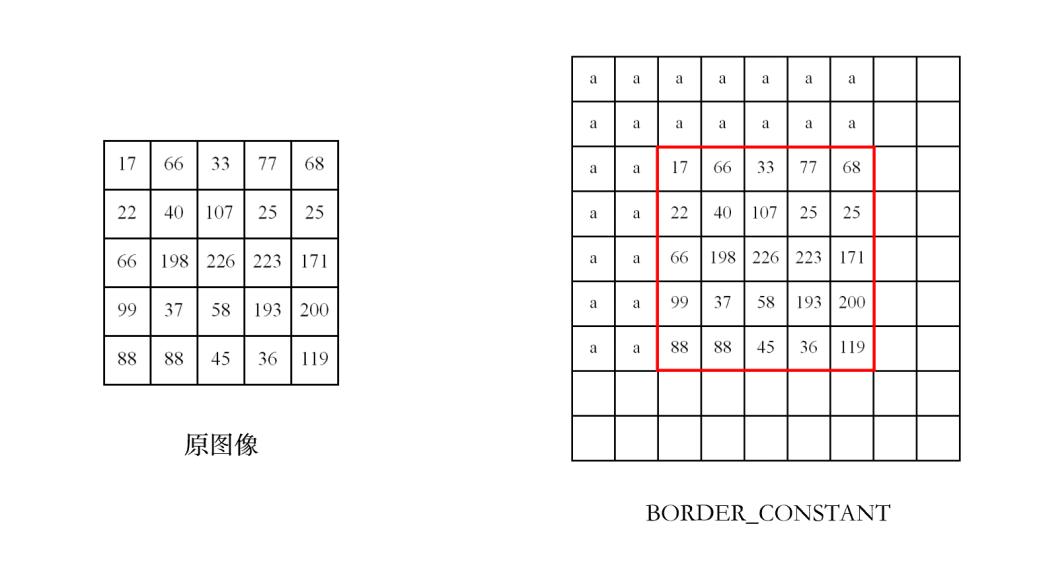 17 66 33 77 68
22 40 107 25 25
66 198 226 223 171
99 37 58 193 200
88 88 45 36 119
原图像
a a a a a a a
a a a a a a a
a a 17 66 33 77 68
a a 22 40 107 25 25
a a 66 198 226 223 171
a a 99 37 58 193 200
a a 88 88 45 36 119
BORDER_CONSTANT